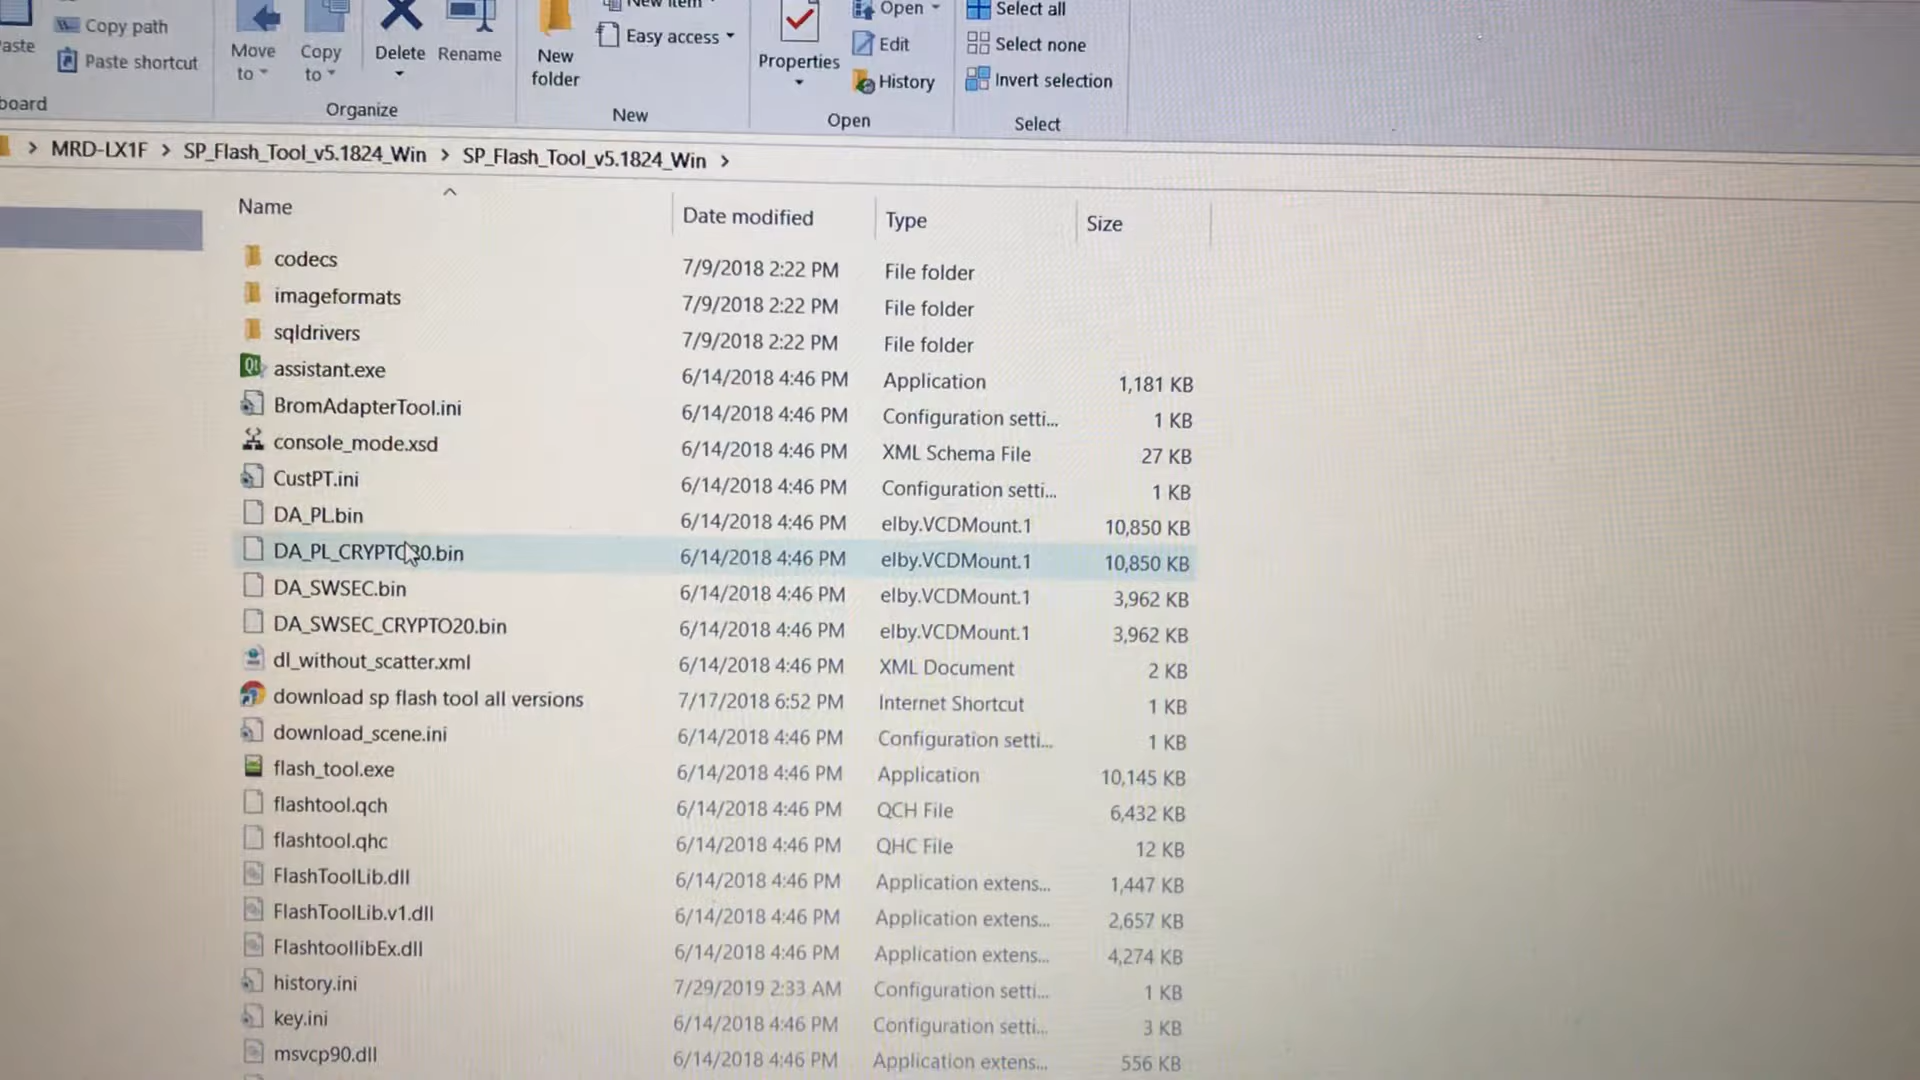 Copy path
Paste shortcut
board
Move
to
Copy
to
Delete
Rename
Organize
New
folder
New item
Easy access
New
Properties
Open
Edit
History
Open
Select all
Select none
Invert selection
Select
MRD-LX1F > SP_Flash_Tool_v5.1824_Win > SP_Flash_Tool_v5.1824_Win >
Name Date modified Type Size
codecs 7/9/2018 2:22 PM File folder
imageformats 7/9/2018 2:22 PM File folder
sqldrivers 7/9/2018 2:22 PM File folder
assistant.exe 6/14/2018 4:46 PM Application 1,181 KB
BromAdapterTool.ini 6/14/2018 4:46 PM Configuration setti... 1 KB
console_mode.xsd 6/14/2018 4:46 PM XML Schema File 27 KB
CustPT.ini 6/14/2018 4:46 PM Configuration setti... 1 KB
DA_PL.bin 6/14/2018 4:46 PM elby.VCDMount.1 10,850 KB
DA_PL_CRYPTO30.bin 6/14/2018 4:46 PM elby.VCDMount.1 10,850 KB
DA_SWSEC.bin 6/14/2018 4:46 PM elby.VCDMount.1 3,962 KB
DA_SWSEC_CRYPTO20.bin 6/14/2018 4:46 PM elby.VCDMount.1 3,962 KB
dl_without_scatter.xml 6/14/2018 4:46 PM XML Document 2 KB
download sp flash tool all versions 7/17/2018 6:52 PM Internet Shortcut 1 KB
download_scene.ini 6/14/2018 4:46 PM Configuration setti... 1 KB
flash_tool.exe 6/14/2018 4:46 PM Application 10,145 KB
flashtool.qch 6/14/2018 4:46 PM QCH File 6,432 KB
flashtool.qhc 6/14/2018 4:46 PM QHC File 12 KB
FlashToolLib.dll 6/14/2018 4:46 PM Application extens... 1,447 KB
FlashToolLib.v1.dll 6/14/2018 4:46 PM Application extens... 2,657 KB
FlashtoollibEx.dll 6/14/2018 4:46 PM Application extens... 4,274 KB
history.ini 7/29/2019 2:33 AM Configuration setti... 1 KB
key.ini 6/14/2018 4:46 PM Configuration setti... 3 KB
msvcp90.dll 6/14/2018 4:46 PM Application extens... 556 KB